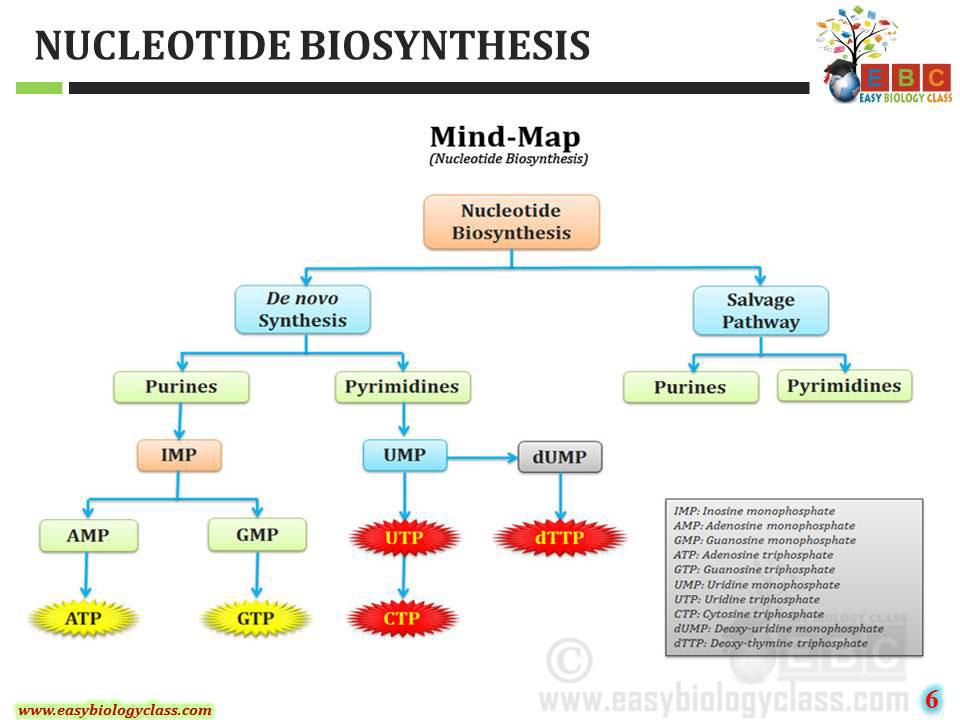 NUCLEOTIDE BIOSYNTHESIS
E B C
EASY BIOLOGY CLASS
Mind-Map
(Nucleotide Biosynthesis)
Nucleotide
Biosynthesis
De novo
Synthesis
Salvage
Pathway
Purines
Pyrimidines
Purines
Pyrimidines
IMP
UMP
dUMP
AMP
GMP
UTP
dTTP
ATP
GTP
CTP
IMP: Inosine monophosphate
AMP: Adenosine monophosphate
GMP: Guanosine monophosphate
ATP: Adenosine triphosphate
GTP: Guanosine triphosphate
UMP: Uridine monophosphate
UTP: Uridine triphosphate
CTP: Cytosine triphosphate
dUMP: Deoxy-uridine monophosphate
dTTP: Deoxy-thymine triphosphate
BIOLOGY CLASS
EBC
©
www.easybiologyclass.com
www.easybiologyclass.com
6